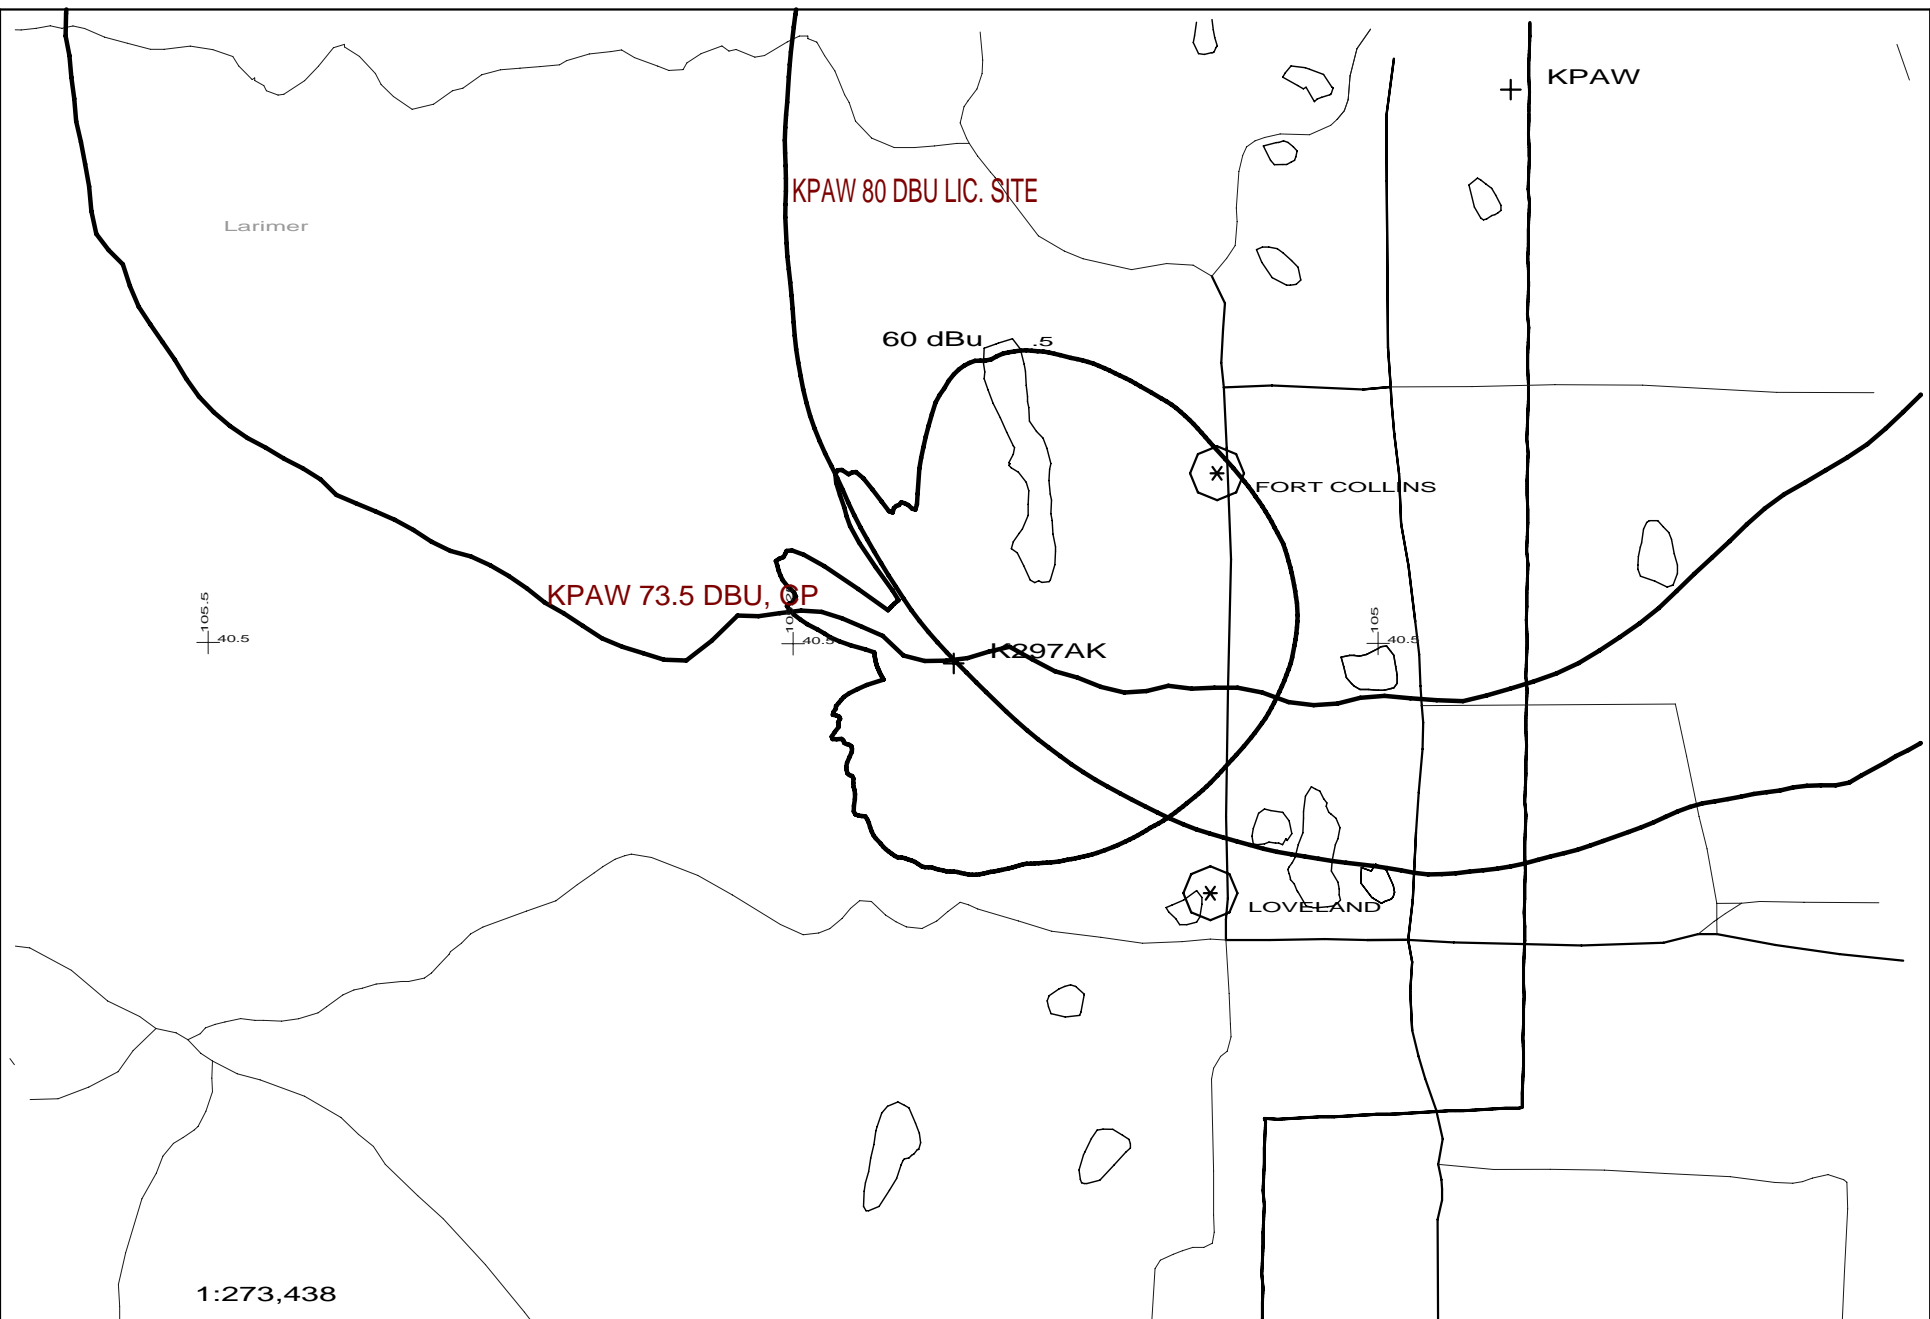 KPAW
KPAW 80 DBU LIC. SITE
Larimer
60 dBu
.5
FORT COLLINS
KPAW 73.5 DBU, CP
105.5
40.5
40.5
105
40.5
K297AK
LOVELAND
1:273,438